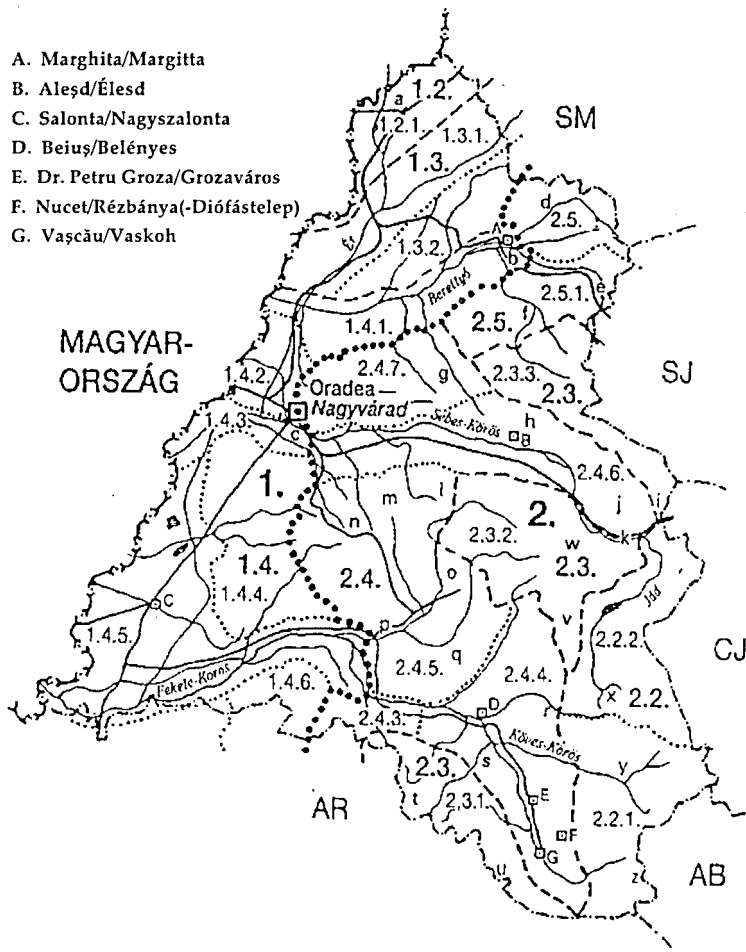 A. Marghita/Margitta
B. Aleşd/Élesd
C. Salonta/Nagyszalonta
D. Beiuş/Belényes
E. Dr. Petru Groza/Grozaváros
F. Nucet/Rézbánya(-Diófástelep)
G. Vaşcău/Vaskoh
1.2.
a
SM
1.2.1.
1.3.1.
1.3.
d
2.5.
Ér
A
1.3.2.
b
Berettyó
2.5.1.
e
1.4.1.
2.5.
f
MAGYAR-
ORSZÁG
1.4.2.
2.4.7.
g
2.3.3.
2.3.
SJ
Oradea—
Nagyvárad
h
1.4.3.
c
Sebes-Körös
B
2.4.6.
1.
l
m
j
i
2.
n
k
2.3.2.
w
1.4.
2.4.
2.3.
o
Jád
1.4.4.
C
p
v
1.4.5.
2.2.2.
q
CJ
2.4.5.
2.4.4.
Fekete-Körös
1.4.6.
x
2.2.
D
2.4.3.
Köves-Körös
2.3.
s
y
t
2.3.1.
E
AR
2.2.1.
F
G
u
z
AB